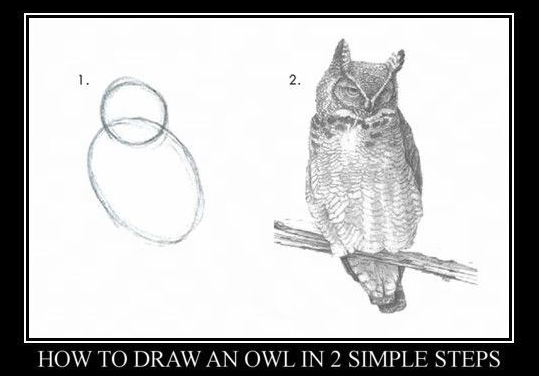 1.
2.
HOW TO DRAW AN OWL IN 2 SIMPLE STEPS